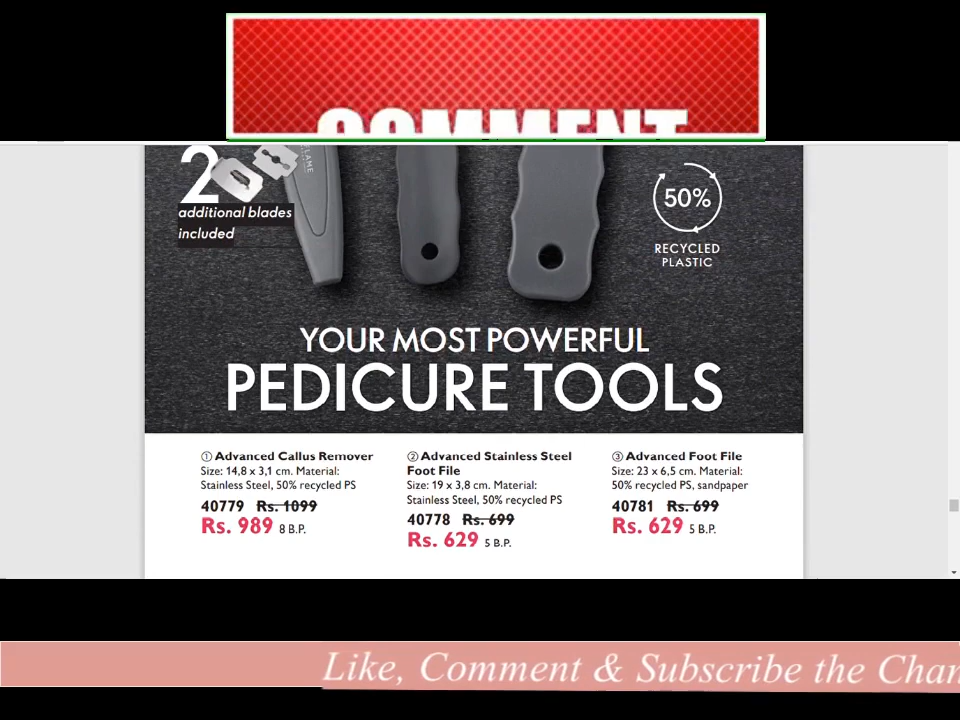 COMMENT
2
additional blades
included
50%
RECYCLED
PLASTIC
YOUR MOST POWERFUL
PEDICURE TOOLS
① Advanced Callus Remover
Size: 14,8 x 3,1 cm. Material:
Stainless Steel, 50% recycled PS
40779 Rs. 1099
Rs. 989 8 B.P.
② Advanced Stainless Steel
Foot File
Size: 19 x 3,8 cm. Material:
Stainless Steel, 50% recycled PS
40778 Rs. 699
Rs. 629 5 B.P.
③ Advanced Foot File
Size: 23 x 6,5 cm. Material:
50% recycled PS, sandpaper
40781 Rs. 699
Rs. 629 5 B.P.
Like, Comment & Subscribe the Chan